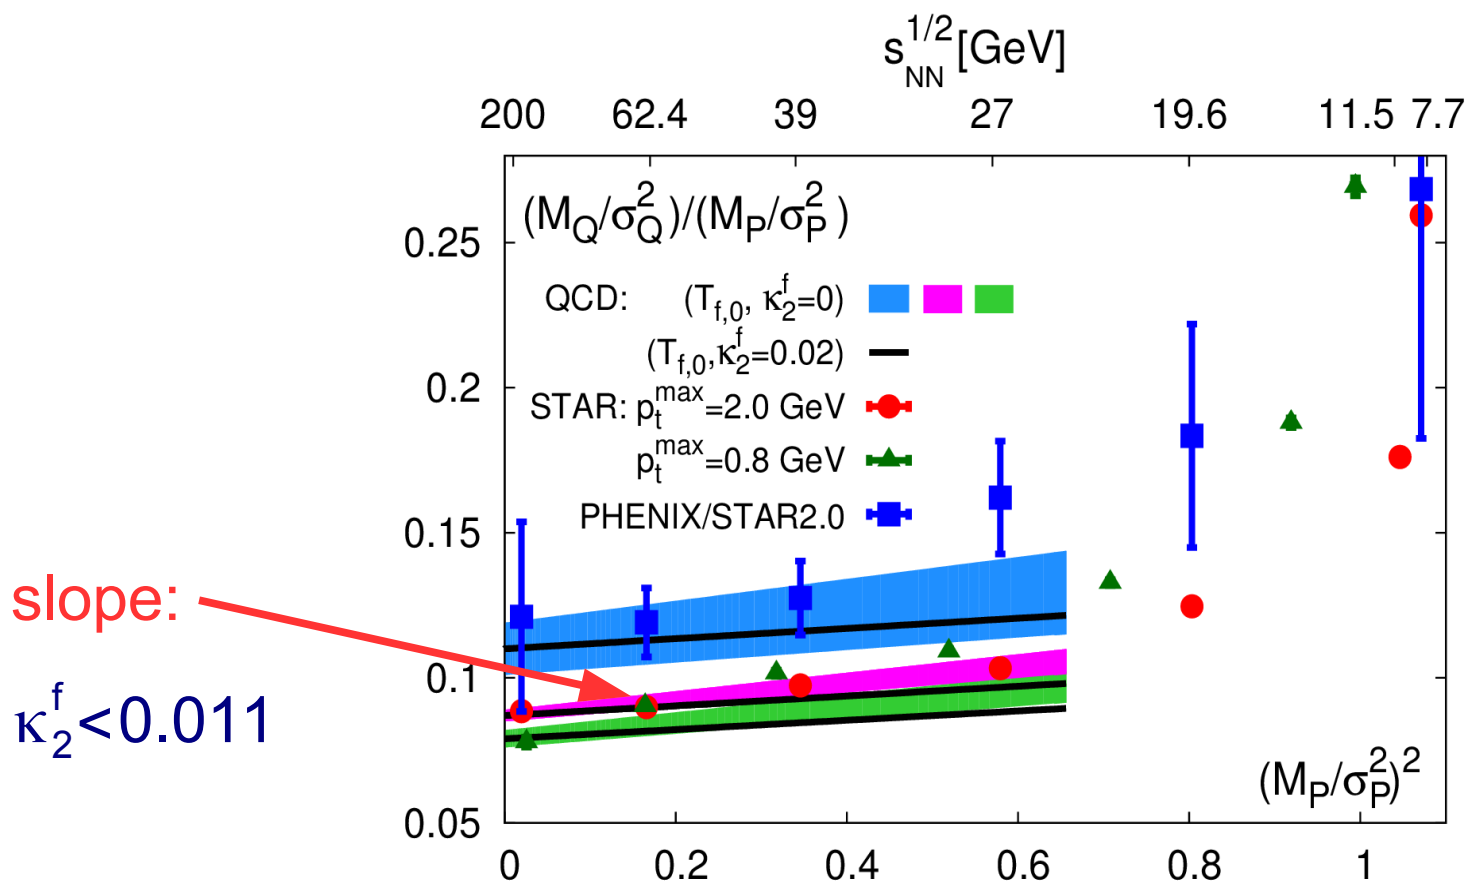 s_NN^1/2 [GeV]
200 62.4 39 27 19.6 11.5 7.7
(M_Q/σ_Q^2)/(M_P/σ_P^2)
QCD: (T_f,0, κ_2^f=0)
(T_f,0,κ_2^f=0.02)
STAR: p_t^max=2.0 GeV
p_t^max=0.8 GeV
PHENIX/STAR2.0
0.25
0.2
0.15
0.1
0.05
slope:
κ_2^f<0.011
(M_P/σ_P^2)^2
0 0.2 0.4 0.6 0.8 1